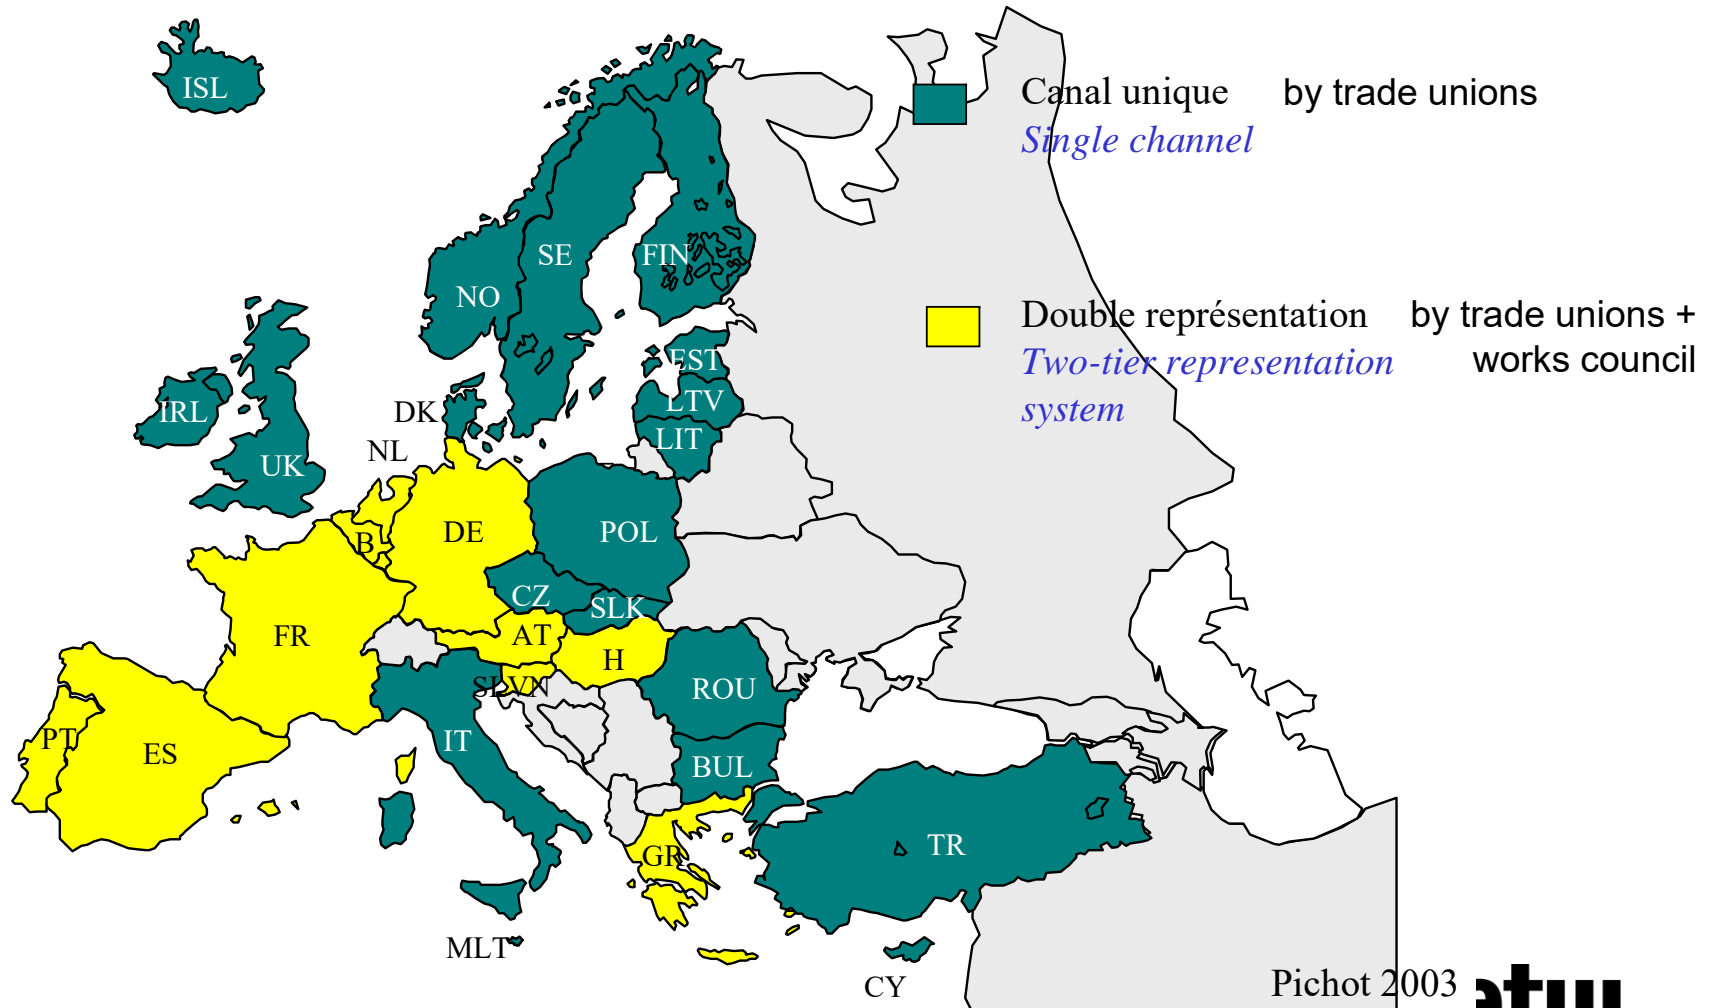 ISL
Canal unique by trade unions
Single channel
SE
FIN
NO
Double représentation by trade unions +
Two-tier representation works council
system
EST
LTV
LIT
DK
IRL
NL
UK
B
DE
POL
CZ
SLK
FR
AT
H
SLVN
ROU
PT
ES
IT
BUL
GR
TR
MLT
CY
Pichot 2003